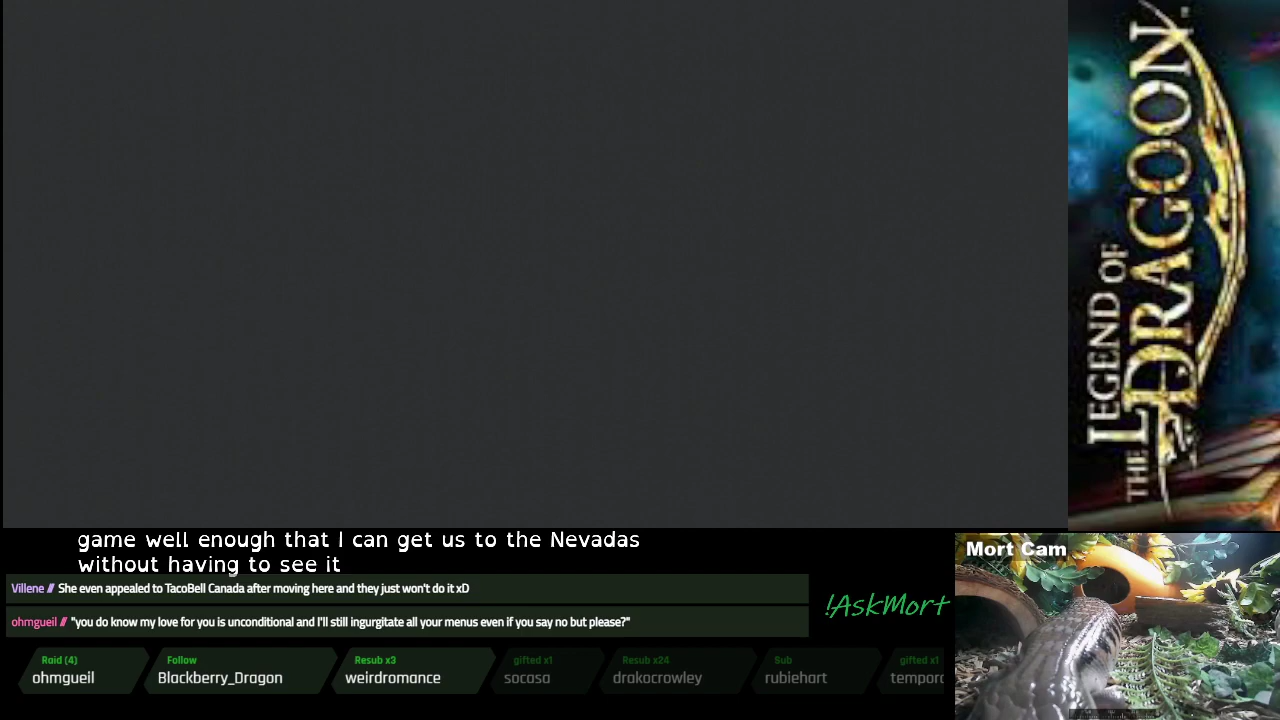 THE LEGEND OF
DRAGOON
game well enough that I can get us to the Nevadas
without having to see it
Villene // She even appealed to TacoBell Canada after moving here and they just won't do it xD
ohmgueil // "you do know my love for you is unconditional and I'll still ingurgitate all your menus even if you say no but please?"
!AskMort
Mort Cam
Raid (4)
ohmgueil
Follow
Blackberry_Dragon
Resub x3
weirdromance
gifted x1
socasa
Resub x24
drakocrowley
Sub
rubiehart
gifted x1
tempora